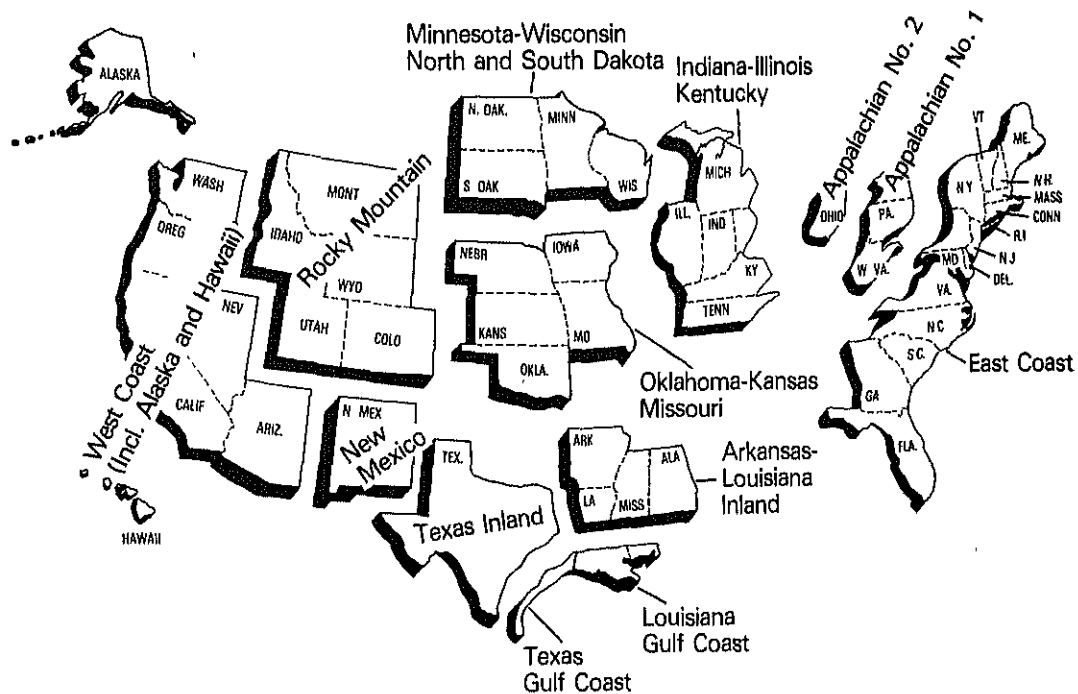 ALASKA
Minnesota-Wisconsin
North and South Dakota
Indiana-Illinois
Kentucky
Appalachian No. 2
Appalachian No. 1
WASH
OREG
NEV
CALIF
ARIZ.
West Coast
(Incl. Alaska and Hawaii)
HAWAII
MONT
IDAHO
WYO
UTAH
COLO
Rocky Mountain
N MEX
New
Mexico
N. OAK.
MINN
S OAK
WIS
NEBR
IOWA
KANS
MO
OKLA.
Oklahoma-Kansas
Missouri
MICH
ILL.
IND
KY
TENN
OHIO
PA.
W VA.
VT
ME.
N Y
N H.
MASS
CONN
R.I
N J
DEL.
MD
VA.
N C
S C.
GA
FLA.
East Coast
TEX.
Texas Inland
ARK
LA
MISS
ALA
Arkansas-
Louisiana
Inland
Louisiana
Gulf Coast
Texas
Gulf Coast